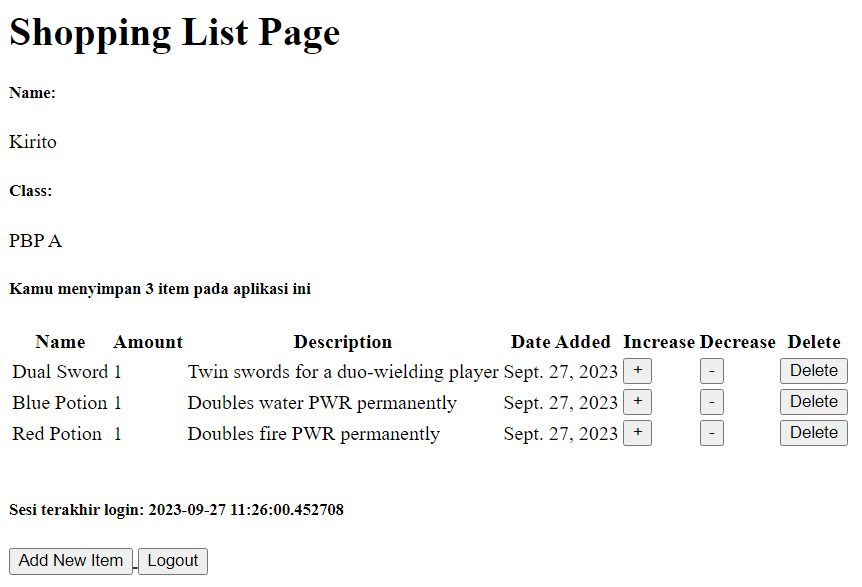 Shopping List Page
Name:
Kirito
Class:
PBP A
Kamu menyimpan 3 item pada aplikasi ini
Name Amount Description Date Added Increase Decrease Delete
Dual Sword 1 Twin swords for a duo-wielding player Sept. 27, 2023 + - Delete
Blue Potion 1 Doubles water PWR permanently Sept. 27, 2023 + - Delete
Red Potion 1 Doubles fire PWR permanently Sept. 27, 2023 + - Delete
Sesi terakhir login: 2023-09-27 11:26:00.452708
Add New Item Logout